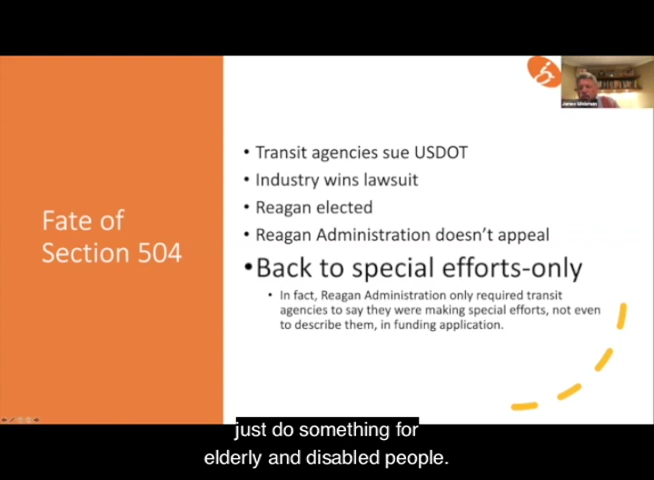 Fate of
Section 504
• Transit agencies sue USDOT
• Industry wins lawsuit
• Reagan elected
• Reagan Administration doesn't appeal
• Back to special efforts-only
• In fact, Reagan Administration only required transit
agencies to say they were making special efforts, not even
to describe them, in funding application.
James
just do something for
elderly and disabled people.